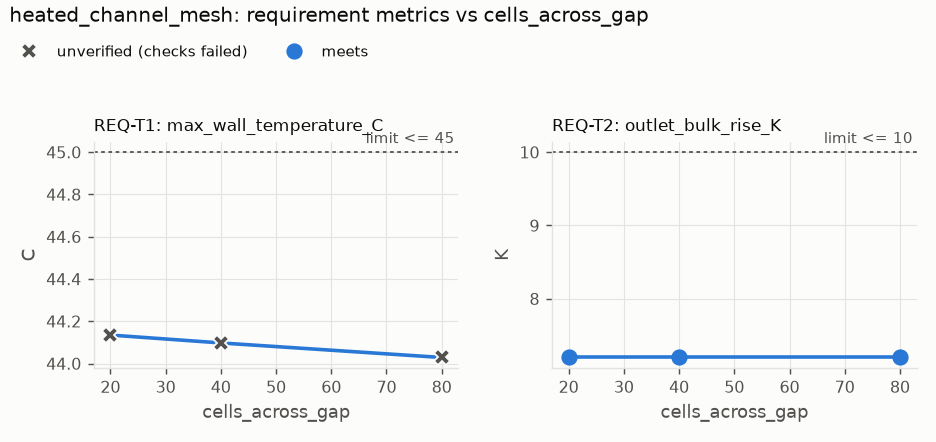 heated_channel_mesh: requirement metrics vs cells_across_gap
unverified (checks failed)
meets
REQ-T1: max_wall_temperature_C
limit <= 45
45.0
44.8
44.6
44.4
44.2
44.0
C
20 30 40 50 60 70 80
cells_across_gap
REQ-T2: outlet_bulk_rise_K
limit <= 10
10
9
8
K
20 30 40 50 60 70 80
cells_across_gap